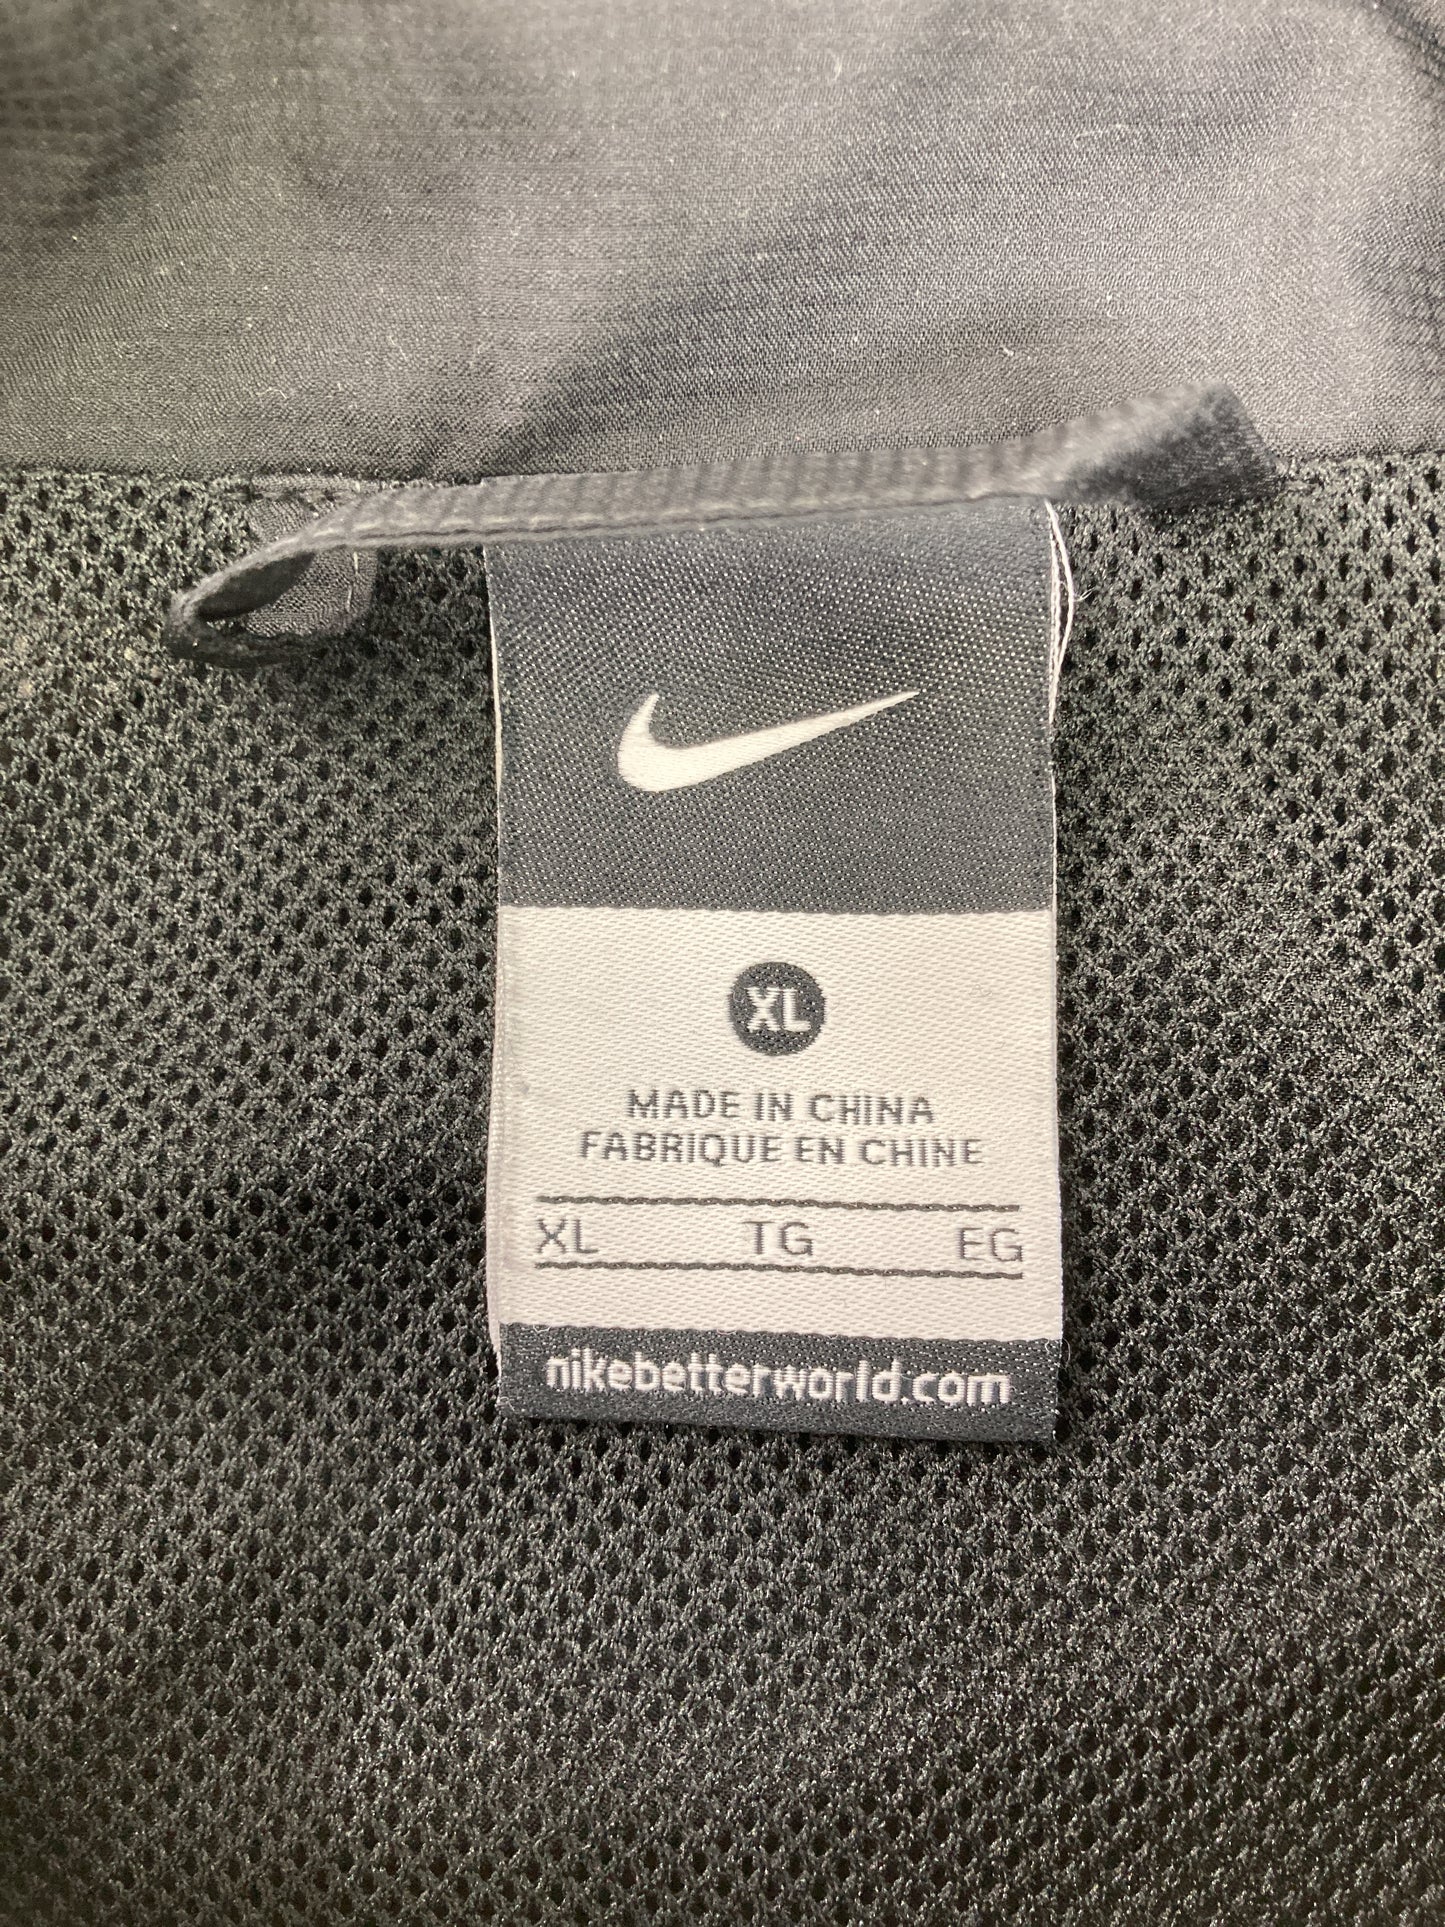 XL
MADE IN CHINA
FABRIQUE EN CHINE
XL TG EG
nikebetterworld.com